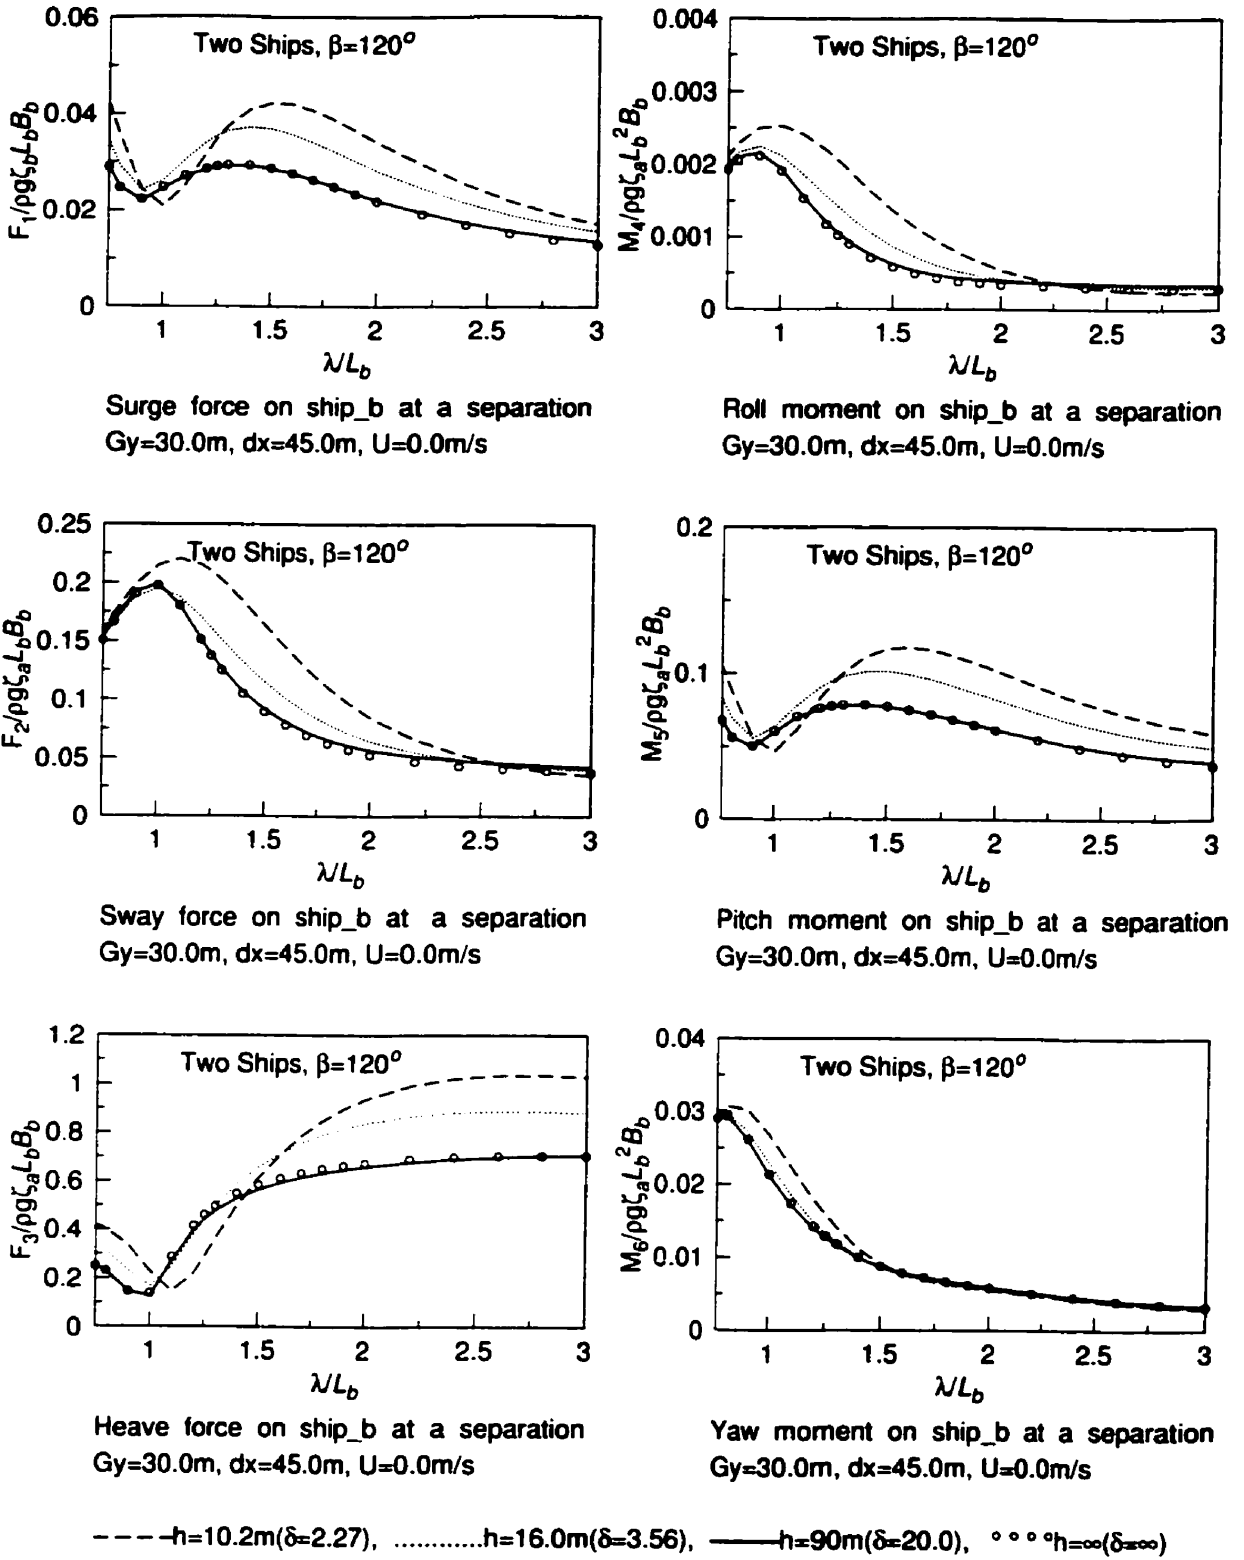 0.06
0.04
0.02
0
F1/ρgζbLbBb
Two Ships, β=120º
1 1.5 2 2.5 3
λ/Lb
Surge force on ship_b at a separation
Gy=30.0m, dx=45.0m, U=0.0m/s
0.004
0.003
0.002
0.001
0
M4/ρgζaLb²Bb
Two Ships, β=120º
1 1.5 2 2.5 3
λ/Lb
Roll moment on ship_b at a separation
Gy=30.0m, dx=45.0m, U=0.0m/s
0.25
0.2
0.15
0.1
0.05
0
F2/ρgζaLbBb
Two Ships, β=120º
1 1.5 2 2.5 3
λ/Lb
Sway force on ship_b at a separation
Gy=30.0m, dx=45.0m, U=0.0m/s
0.2
0.1
0
M5/ρgζaLb²Bb
Two Ships, β=120º
1 1.5 2 2.5 3
λ/Lb
Pitch moment on ship_b at a separation
Gy=30.0m, dx=45.0m, U=0.0m/s
1.2
1
0.8
0.6
0.4
0.2
0
F3/ρgζaLbBb
Two Ships, β=120º
1 1.5 2 2.5 3
λ/Lb
Heave force on ship_b at a separation
Gy=30.0m, dx=45.0m, U=0.0m/s
0.04
0.03
0.02
0.01
0
M6/ρgζaLb²Bb
Two Ships, β=120º
1 1.5 2 2.5 3
λ/Lb
Yaw moment on ship_b at a separation
Gy=30.0m, dx=45.0m, U=0.0m/s
h=10.2m(δ=2.27), ............h=16.0m(δ=3.56), h=90m(δ=20.0), h=∞(δ=∞)